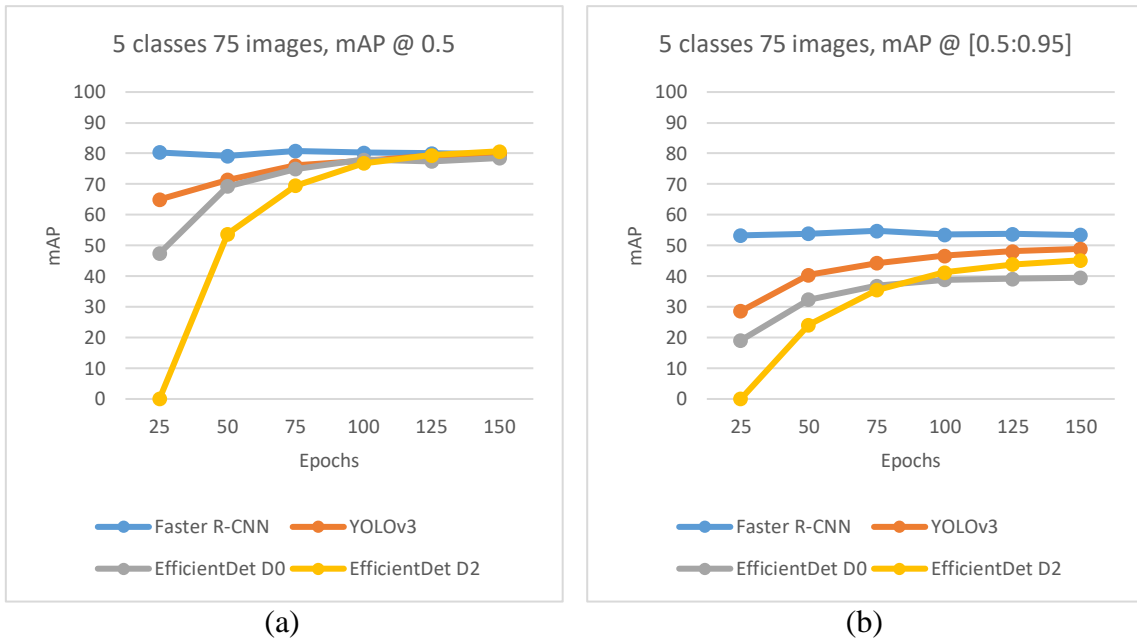 5 classes 75 images, mAP @ 0.5
100
90
80
70
60
50
40
30
20
10
0
mAP
25 50 75 100 125 150
Epochs
Faster R-CNN YOLOv3
EfficientDet D0 EfficientDet D2
(a)
5 classes 75 images, mAP @ [0.5:0.95]
100
90
80
70
60
50
40
30
20
10
0
mAP
25 50 75 100 125 150
Epochs
Faster R-CNN YOLOv3
EfficientDet D0 EfficientDet D2
(b)